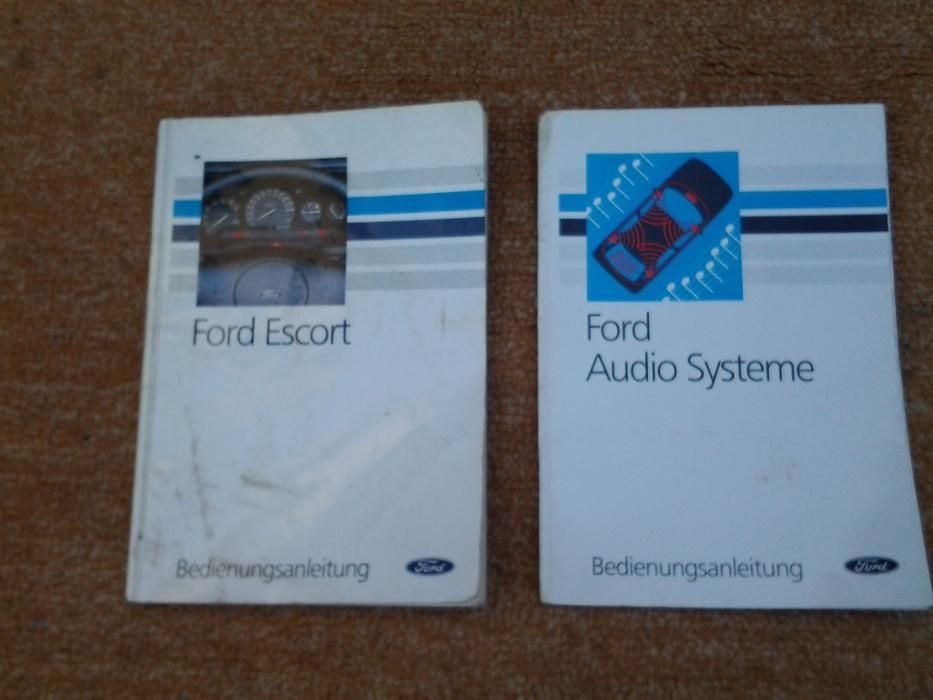 Ford Escort
Bedienungsanleitung
Ford
Ford
Audio Systeme
Bedienungsanleitung
Ford